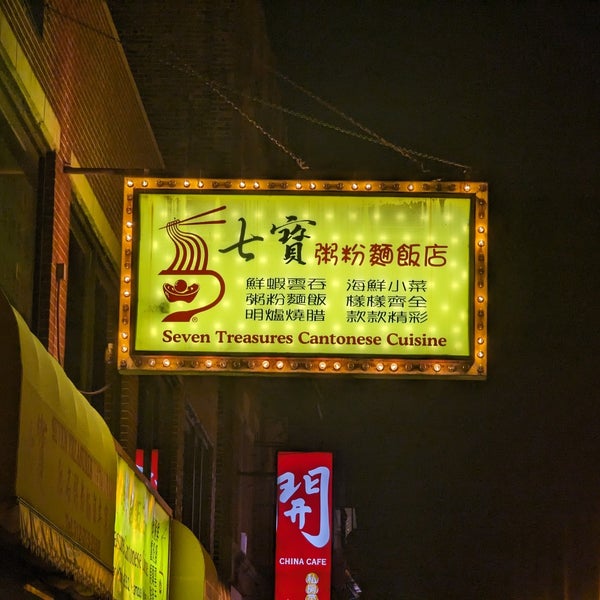 七寶粥粉麵飯店
鮮蝦雲吞 海鮮小菜
粥粉麵飯 樣樣齊全
明爐燒腊 款款精彩
®
Seven Treasures Cantonese Cuisine
開
CHINA CAFE